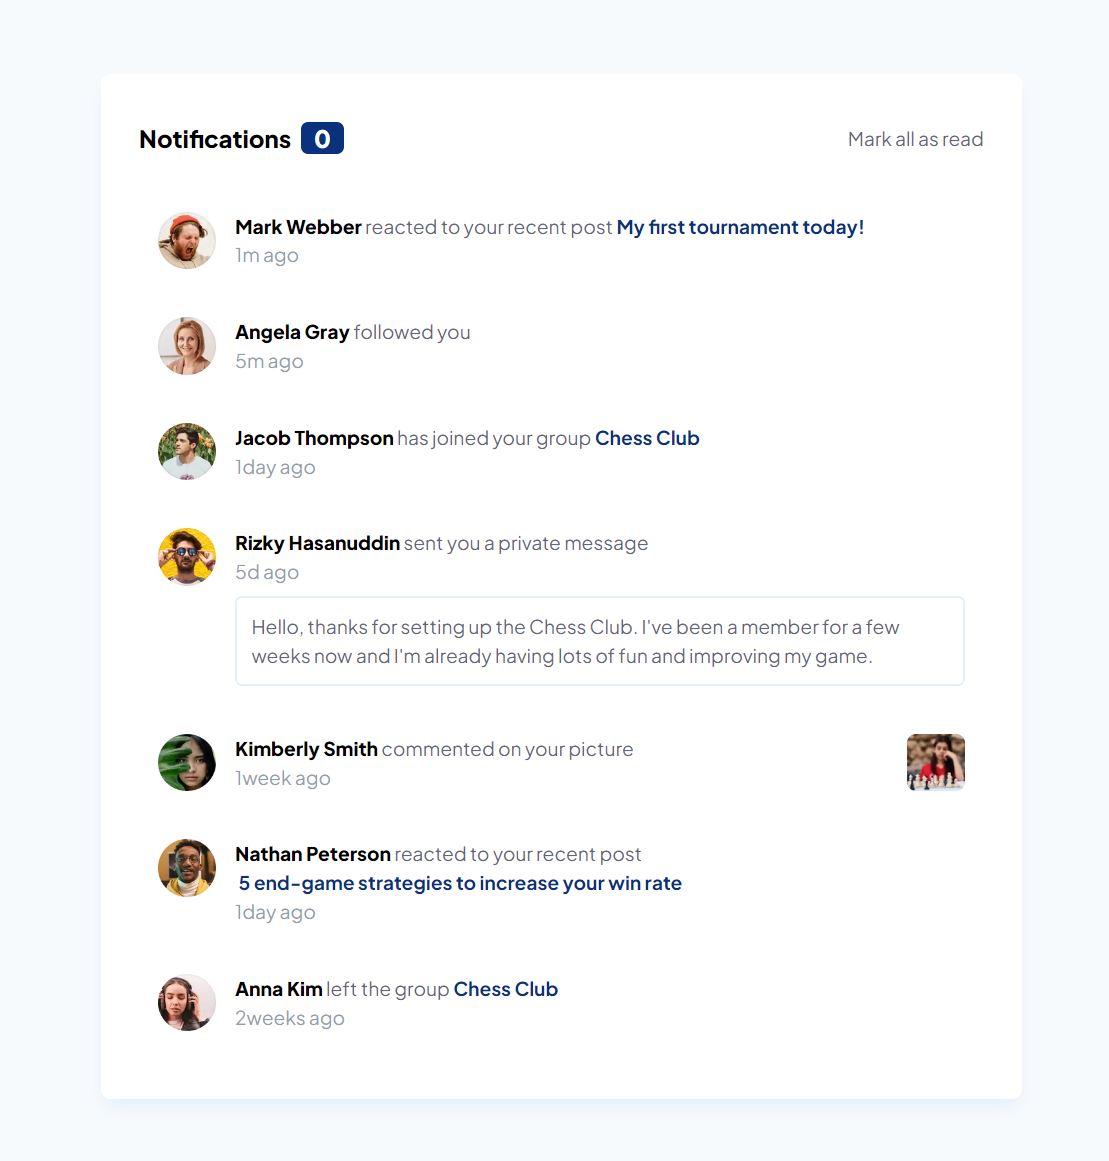 Notifications 0
Mark all as read
Mark Webber reacted to your recent post My first tournament today!
1m ago
Angela Gray followed you
5m ago
Jacob Thompson has joined your group Chess Club
1day ago
Rizky Hasanuddin sent you a private message
5d ago
Hello, thanks for setting up the Chess Club. I've been a member for a few
weeks now and I'm already having lots of fun and improving my game.
Kimberly Smith commented on your picture
1week ago
Nathan Peterson reacted to your recent post
5 end-game strategies to increase your win rate
1day ago
Anna Kim left the group Chess Club
2weeks ago